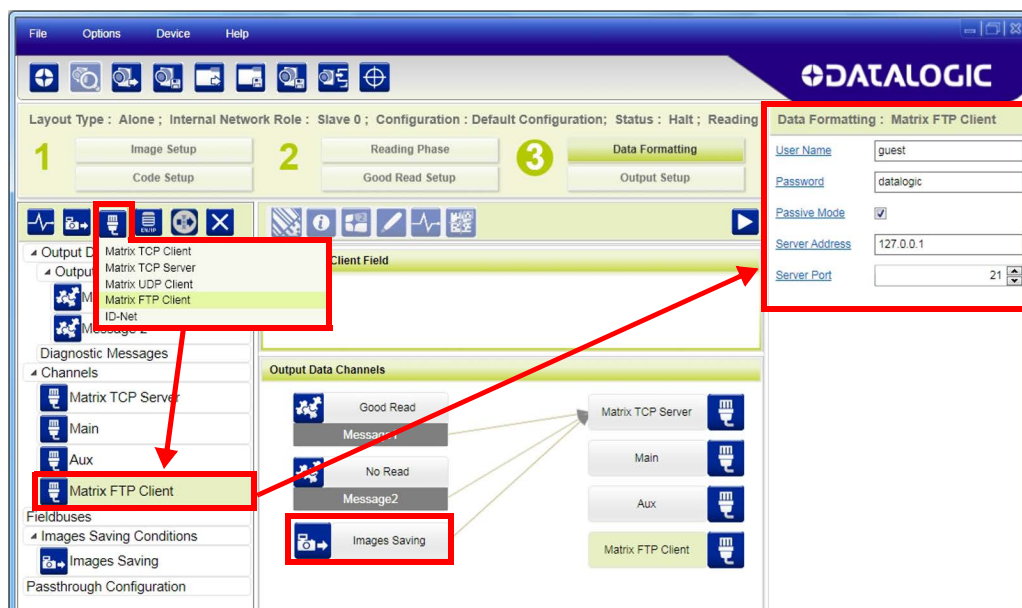 File Options Device Help
DATALOGIC
Layout Type : Alone ; Internal Network Role : Slave 0 ; Configuration : Default Configuration; Status : Halt ; Reading
1
Image Setup
Code Setup
2
Reading Phase
Good Read Setup
3
Data Formatting
Output Setup
EN/IP
Matrix TCP Client
Matrix TCP Server
Matrix UDP Client
Matrix FTP Client
ID-Net
Output D
Outpu
M
Message 2
Diagnostic Messages
Channels
Matrix TCP Server
Main
Aux
Matrix FTP Client
Fieldbuses
Images Saving Conditions
Images Saving
Passthrough Configuration
Client Field
Output Data Channels
Good Read
Message1
No Read
Message2
Images Saving
Matrix TCP Server
Main
Aux
Matrix FTP Client
Data Formatting : Matrix FTP Client
User Name guest
Password datalogic
Passive Mode
Server Address 127.0.0.1
Server Port 21